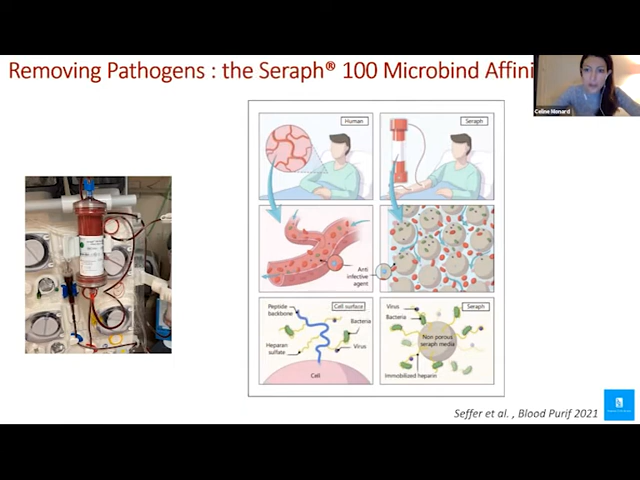 Removing Pathogens : the Seraph® 100 Microbind Affini
Celine Nisnard
Human
Seraph
Anti
infective
agent
Peptide
backbone
Cell surface
Bacteria
Heparan
sulfate
Virus
Cell
Virus
Seraph
Bacteria
Non porous
seraph media
Immobilized heparin
Seffer et al. , Blood Purif 2021